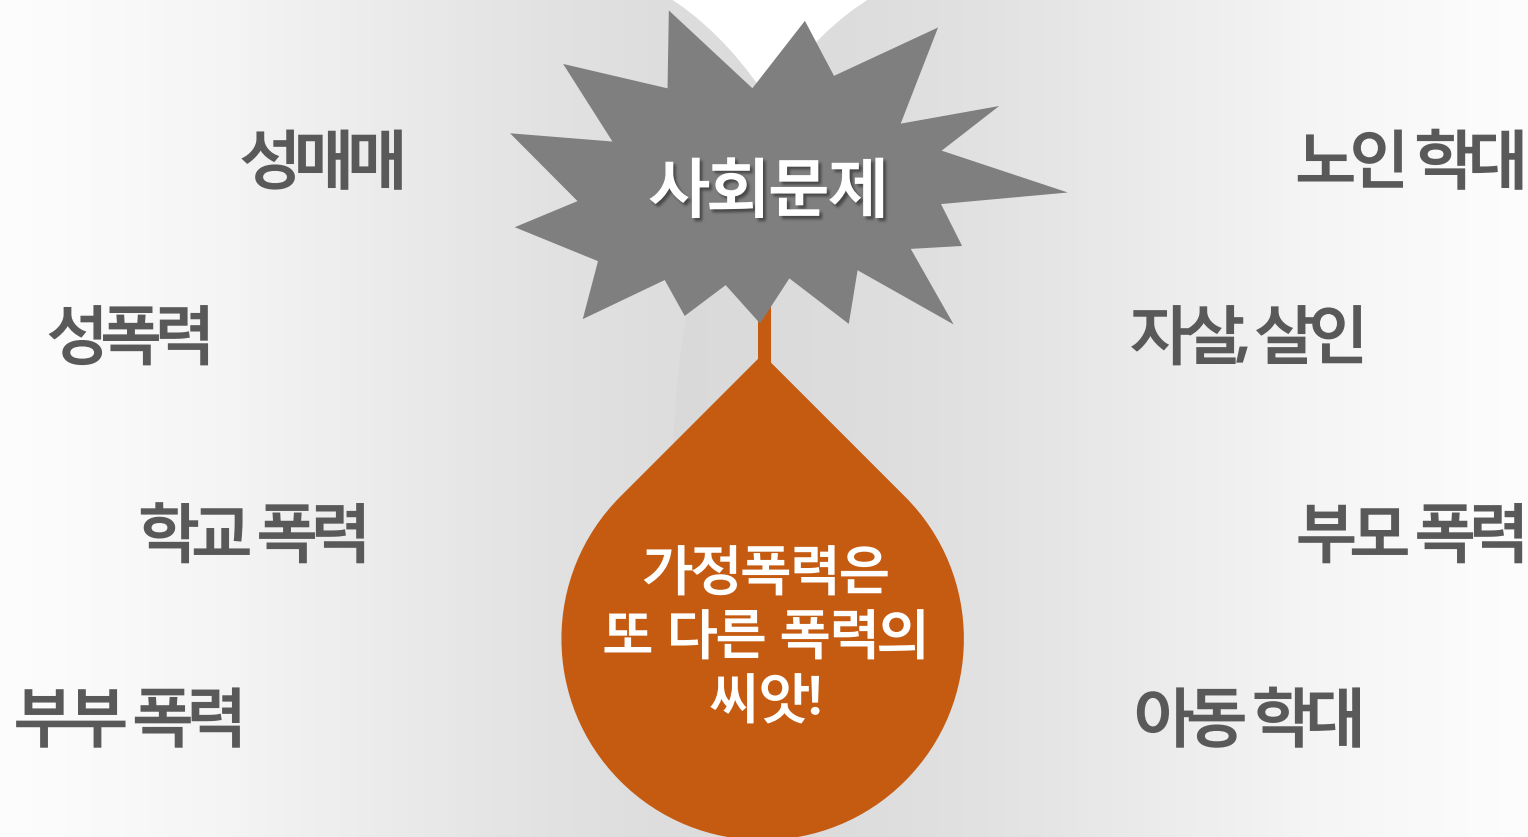 사회문제
성매매
노인 학대
성폭력
자살, 살인
학교 폭력
부모 폭력
가정폭력은
또 다른 폭력의
씨앗!
부부 폭력
아동 학대